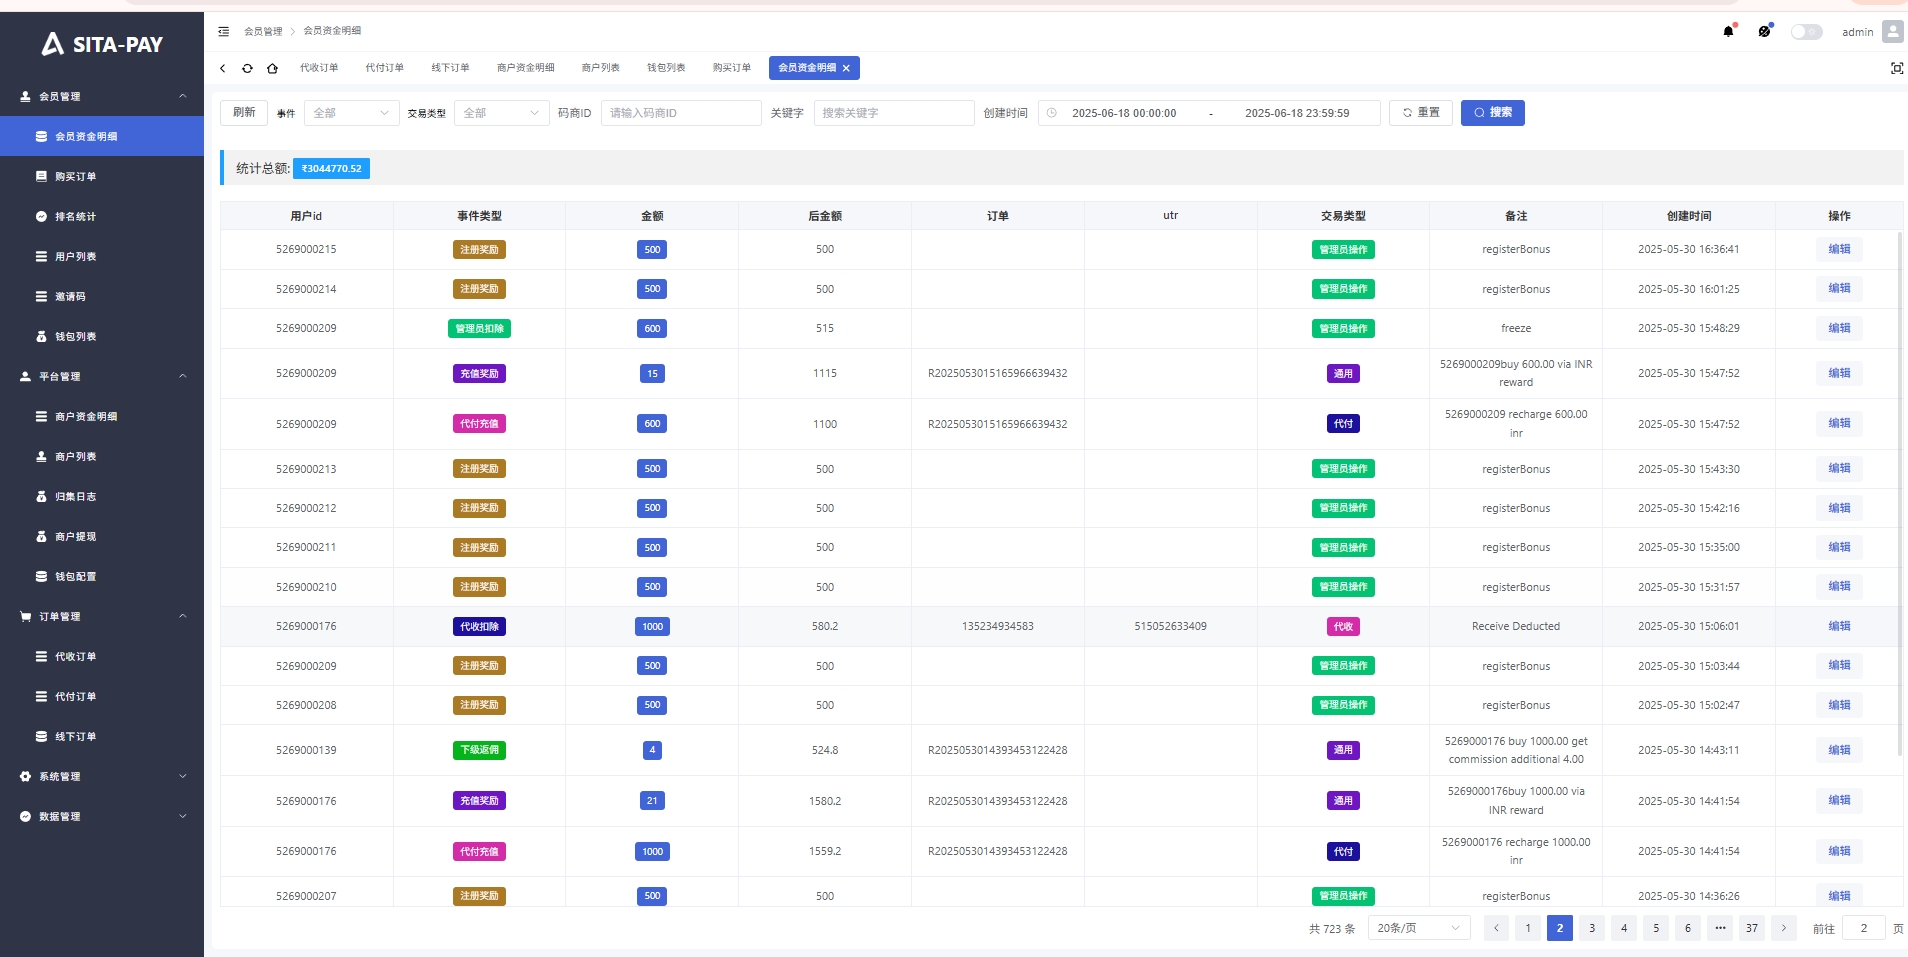 SITA-PAY
会员管理
会员资金明细
购买订单
排名统计
用户列表
邀请码
钱包列表
平台管理
商户资金明细
商户列表
归集日志
商户提现
钱包配置
订单管理
代收订单
代付订单
线下订单
系统管理
数据管理
会员管理 > 会员资金明细
admin
代收订单 代付订单 线下订单 商户资金明细 商户列表 钱包列表 购买订单 会员资金明细 ×
刷新 事件 全部 交易类型 全部 码商ID 请输入码商ID 关键字 搜索关键字 创建时间 2025-06-18 00:00:00 - 2025-06-18 23:59:59 重置 搜索
统计总额: ₹3044770.52
用户id 事件类型 金额 后金额 订单 utr 交易类型 备注 创建时间 操作
5269000215 注册奖励 500 500 管理员操作 registerBonus 2025-05-30 16:36:41 编辑
5269000214 注册奖励 500 500 管理员操作 registerBonus 2025-05-30 16:01:25 编辑
5269000209 管理员扣除 600 515 管理员操作 freeze 2025-05-30 15:48:29 编辑
5269000209 充值奖励 15 1115 R2025053015165966639432 通用 5269000209buy 600.00 via INR reward 2025-05-30 15:47:52 编辑
5269000209 代付充值 600 1100 R2025053015165966639432 代付 5269000209 recharge 600.00 inr 2025-05-30 15:47:52 编辑
5269000213 注册奖励 500 500 管理员操作 registerBonus 2025-05-30 15:43:30 编辑
5269000212 注册奖励 500 500 管理员操作 registerBonus 2025-05-30 15:42:16 编辑
5269000211 注册奖励 500 500 管理员操作 registerBonus 2025-05-30 15:35:00 编辑
5269000210 注册奖励 500 500 管理员操作 registerBonus 2025-05-30 15:31:57 编辑
5269000176 代收扣除 1000 580.2 135234934583 515052633409 代收 Receive Deducted 2025-05-30 15:06:01 编辑
5269000209 注册奖励 500 500 管理员操作 registerBonus 2025-05-30 15:03:44 编辑
5269000208 注册奖励 500 500 管理员操作 registerBonus 2025-05-30 15:02:47 编辑
5269000139 下级返佣 4 524.8 R2025053014393453122428 通用 5269000176 buy 1000.00 get commission additional 4.00 2025-05-30 14:43:11 编辑
5269000176 充值奖励 21 1580.2 R2025053014393453122428 通用 5269000176buy 1000.00 via INR reward 2025-05-30 14:41:54 编辑
5269000176 代付充值 1000 1559.2 R2025053014393453122428 代付 5269000176 recharge 1000.00 inr 2025-05-30 14:41:54 编辑
5269000207 注册奖励 500 500 管理员操作 registerBonus 2025-05-30 14:36:26 编辑
共 723 条 20条/页 < 1 2 3 4 5 6 ••• 37 > 前往 2 页